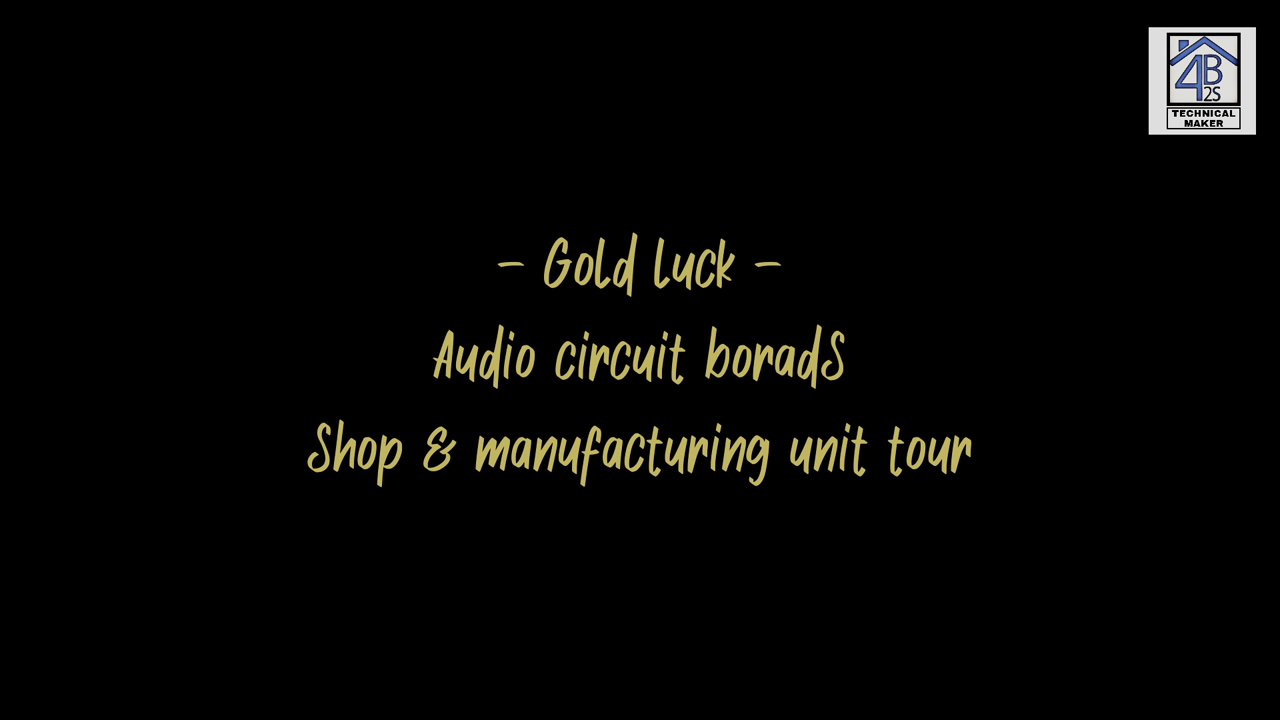 4B
2S
TECHNICAL
MAKER
- Gold luck -
Audio circuit boradS
Shop & manufacturing unit tour